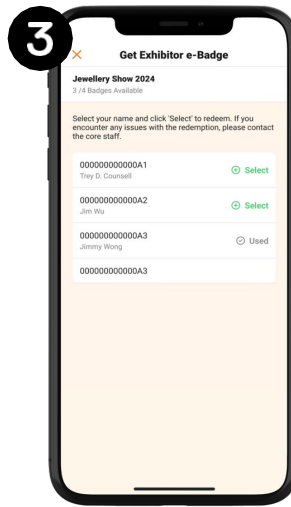 3
Get Exhibitor e-Badge
Jewellery Show 2024
3 /4 Badges Available
Select your name and click 'Select' to redeem. If you
encounter any issues with the redemption, please contact
the core staff.
000000000000A1
Select
Trey D. Counsell
000000000000A2
Select
Jim Wu
000000000000A3
Used
Jimmy Wong
000000000000A3